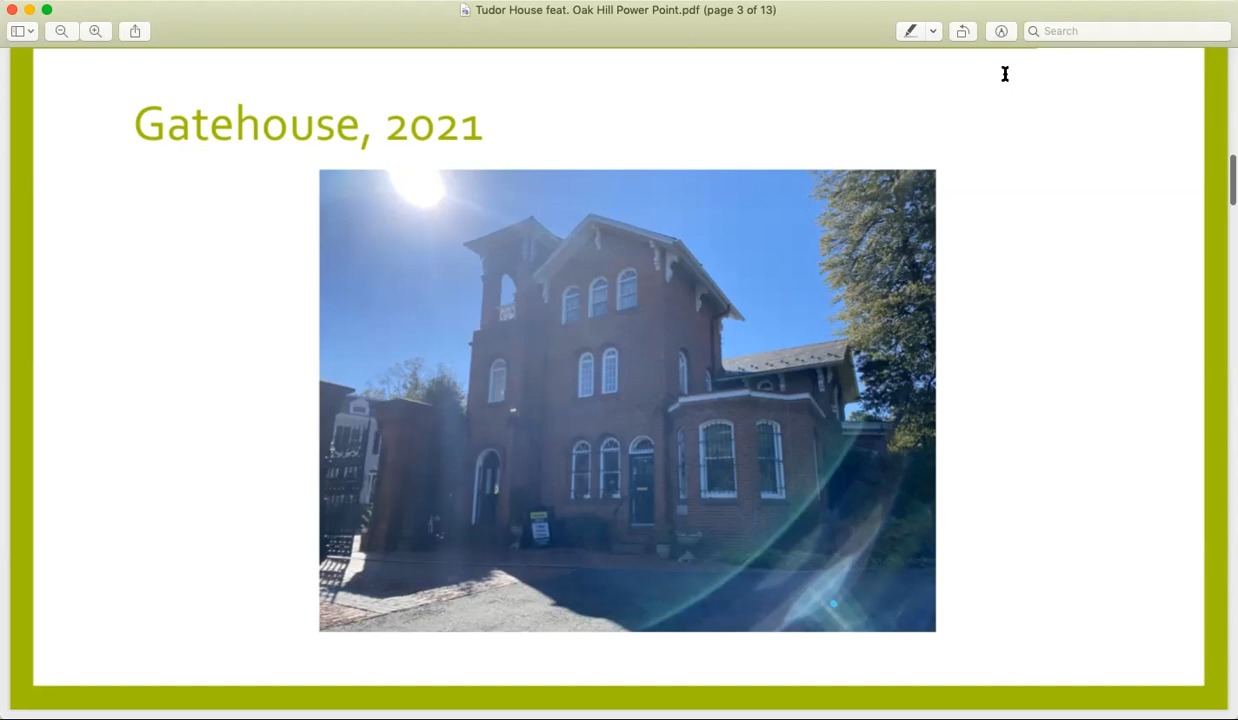 Tudor House feat. Oak Hill Power Point.pdf (page 3 of 13)
Search
Gatehouse, 2021